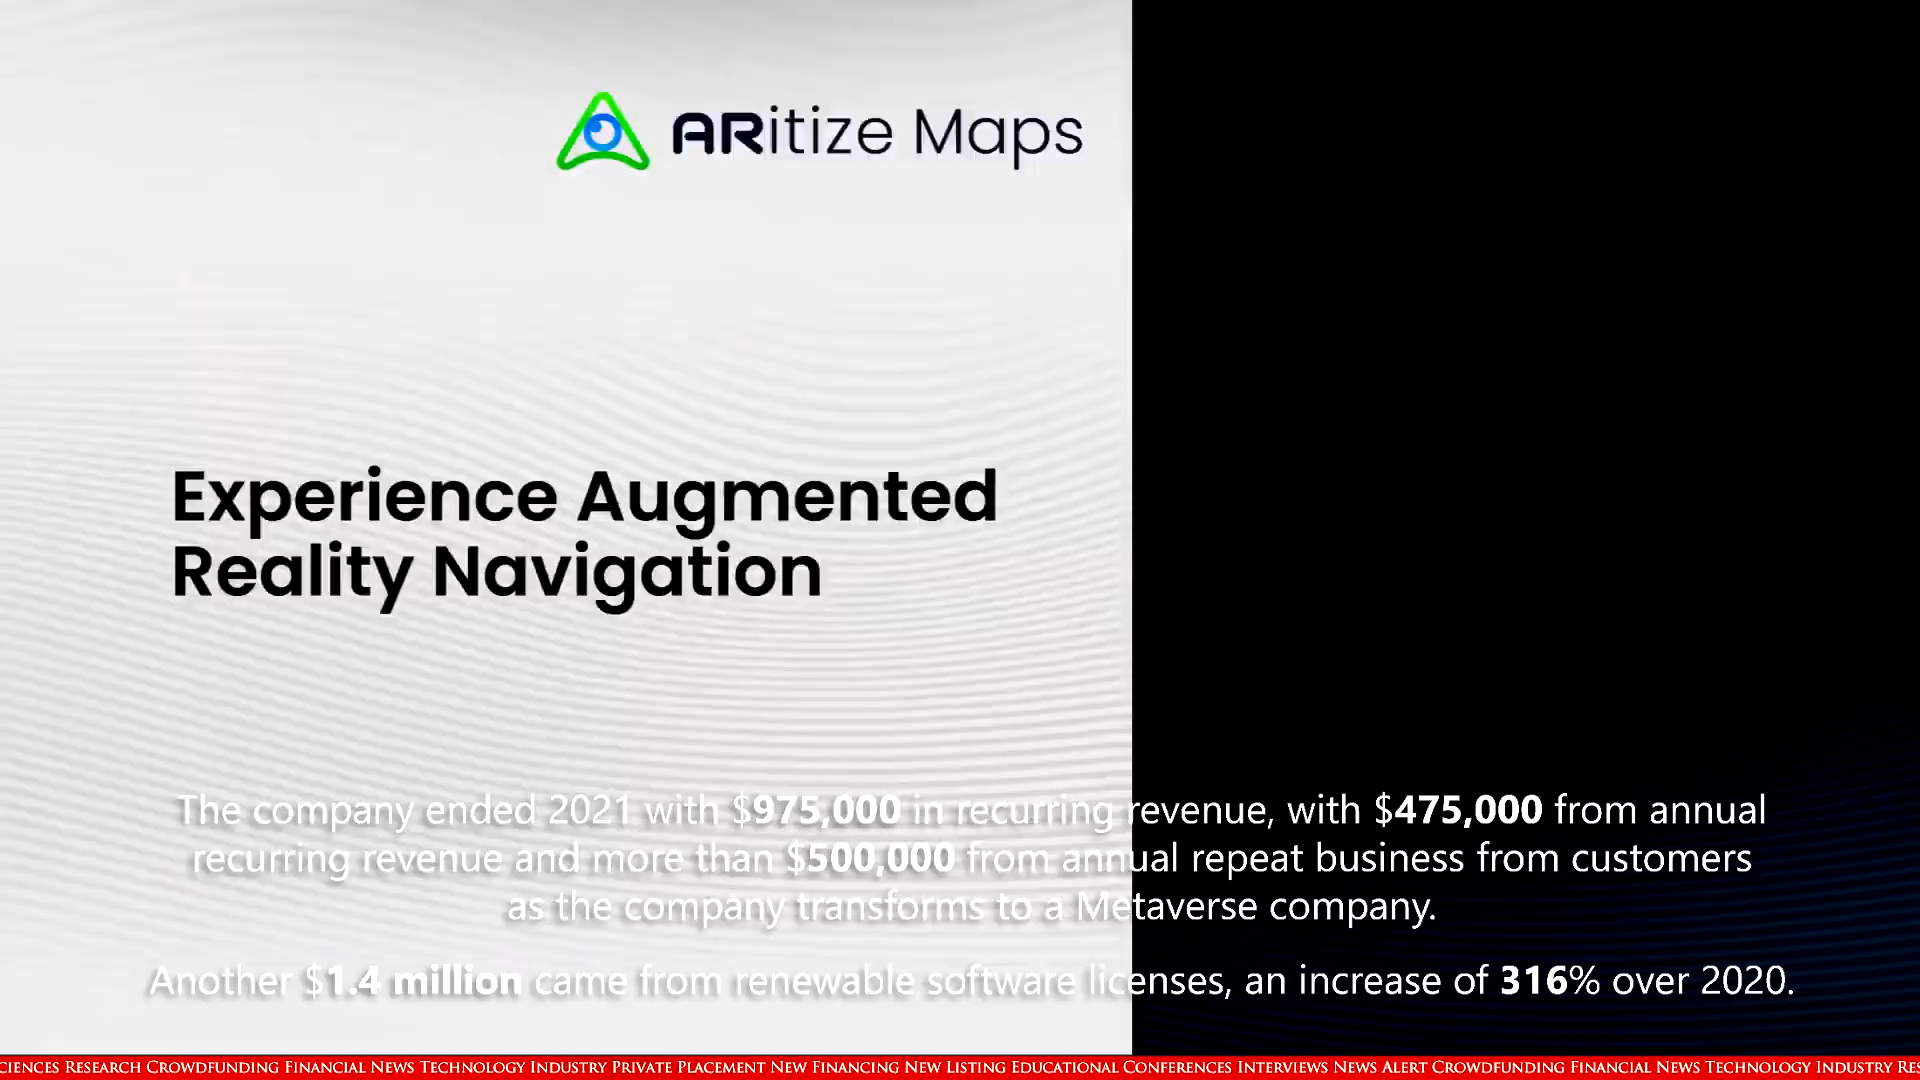 ARitize Maps
Experience Augmented
Reality Navigation
The company ended 2021 with $975,000 in recurring revenue, with $475,000 from annual
recurring revenue and more than $500,000 from annual repeat business from customers
as the company transforms to a Metaverse company.
Another $1.4 million came from renewable software licenses, an increase of 316% over 2020.
CIENCES RESEARCH CROWDFUNDING FINANCIAL NEWS TECHNOLOGY INDUSTRY PRIVATE PLACEMENT NEW FINANCING NEW LISTING EDUCATIONAL CONFERENCES INTERVIEWS NEWS ALERT CROWDFUNDING FINANCIAL NEWS TECHNOLOGY INDUSTRY RES